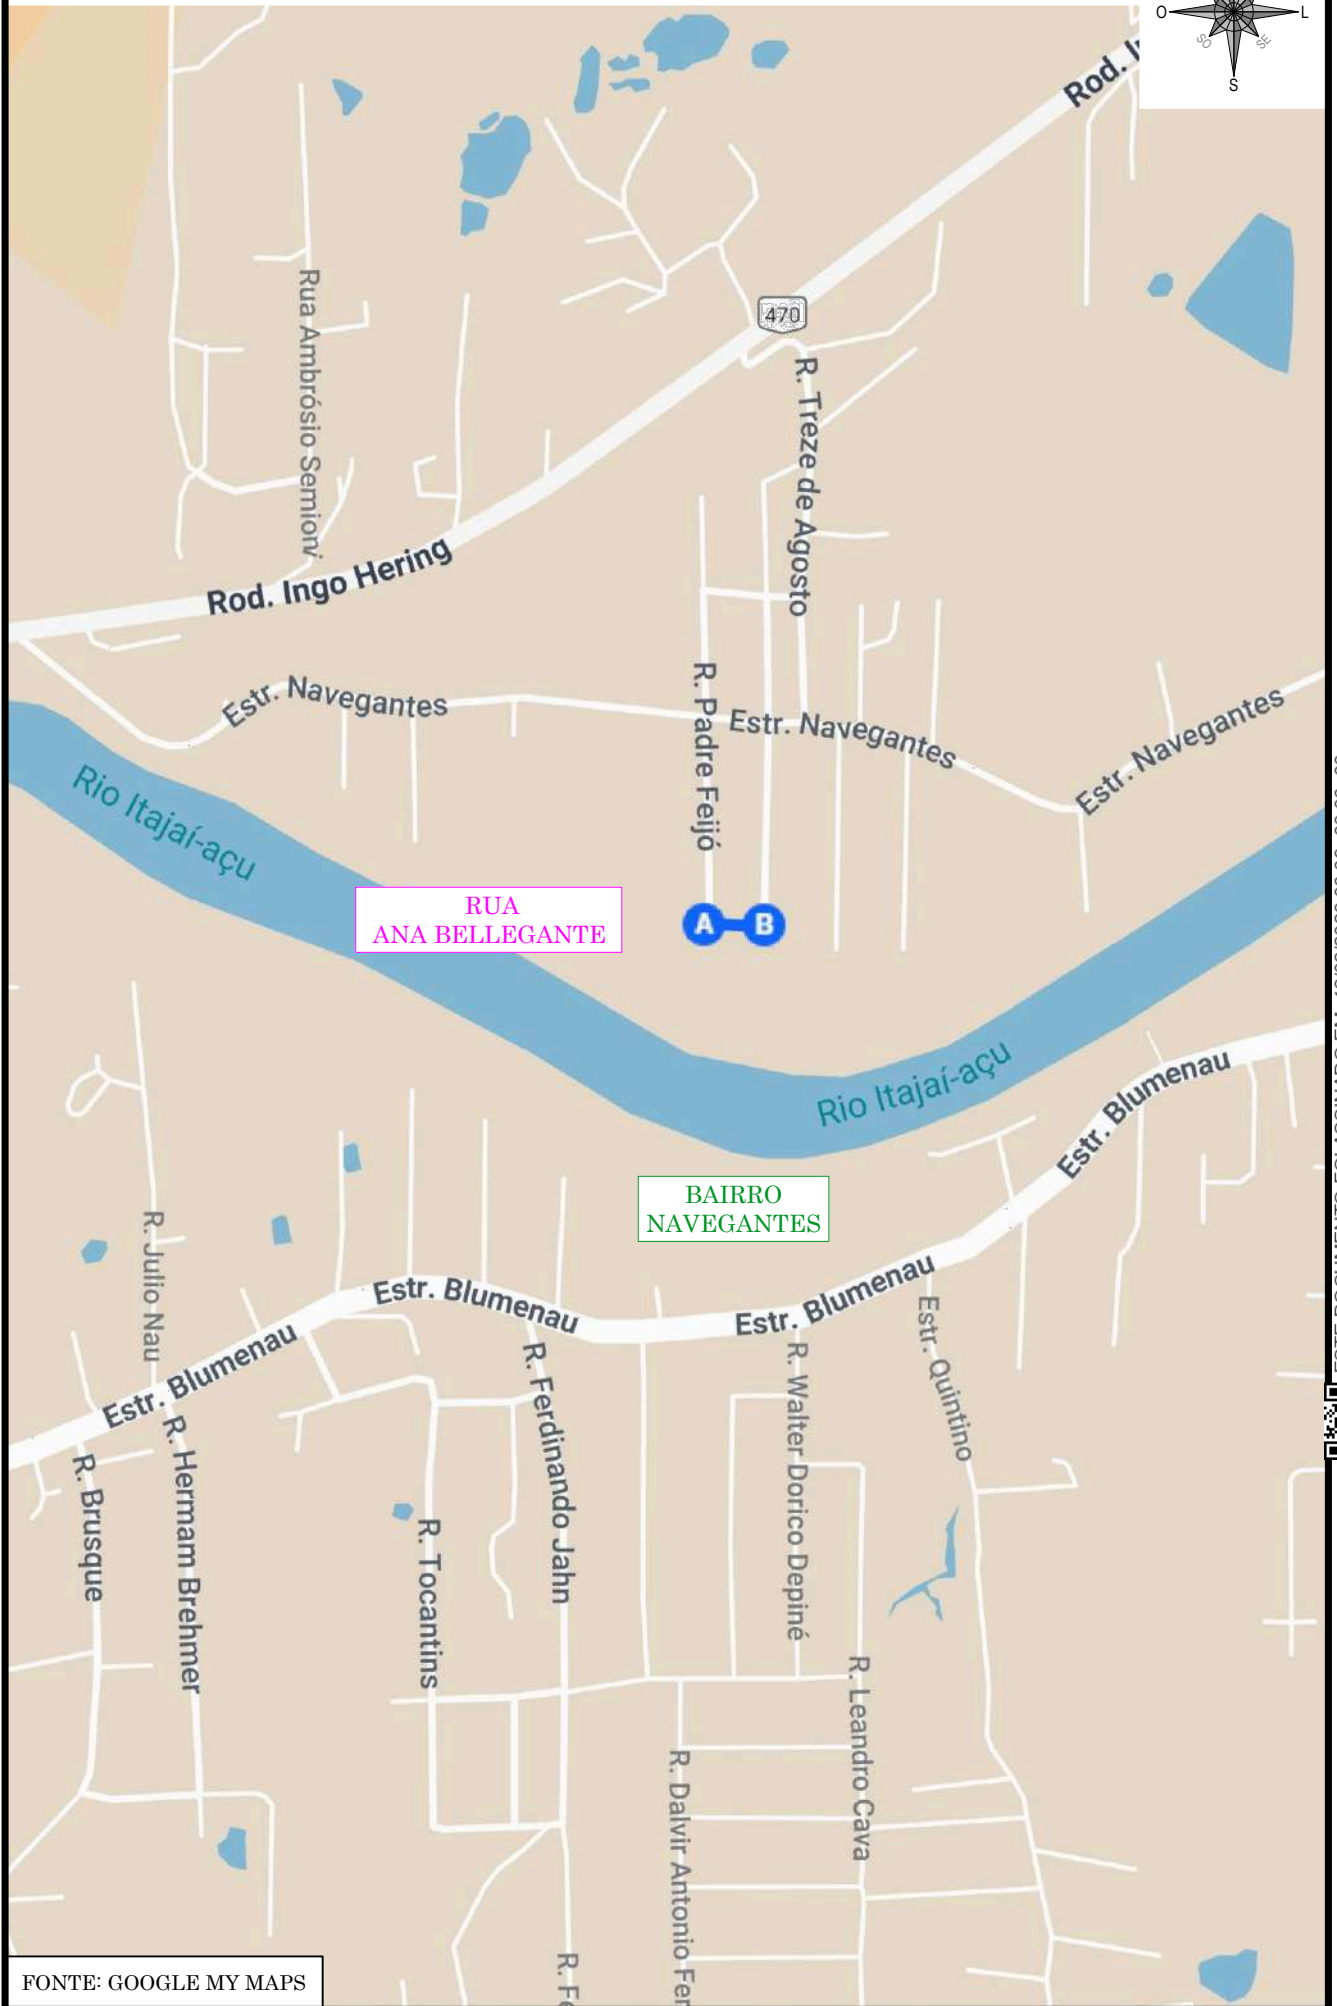 O
L
SO
SE
S
Rod. I
470
Rua Ambrósio Semioni
R. Treze de Agosto
Rod. Ingo Hering
R. Padre Feijó
Estr. Navegantes
Estr. Navegantes
Estr. Navegantes
Rio Itajaí-açu
RUA
ANA BELLEGANTE
A
B
Rio Itajaí-açu
Estr. Blumenau
BAIRRO
NAVEGANTES
R. Julio Nau
Estr. Blumenau
Estr. Blumenau
Estr. Blumenau
Estr. Quintino
R. Ferdinando Jahn
R. Walter Dorico Depiné
R. Hermam Brehmer
R. Brusque
R. Tocantins
R. Leandro Cava
R. Dalvir Antonio Fer
R. Fe
FONTE: GOOGLE MY MAPS